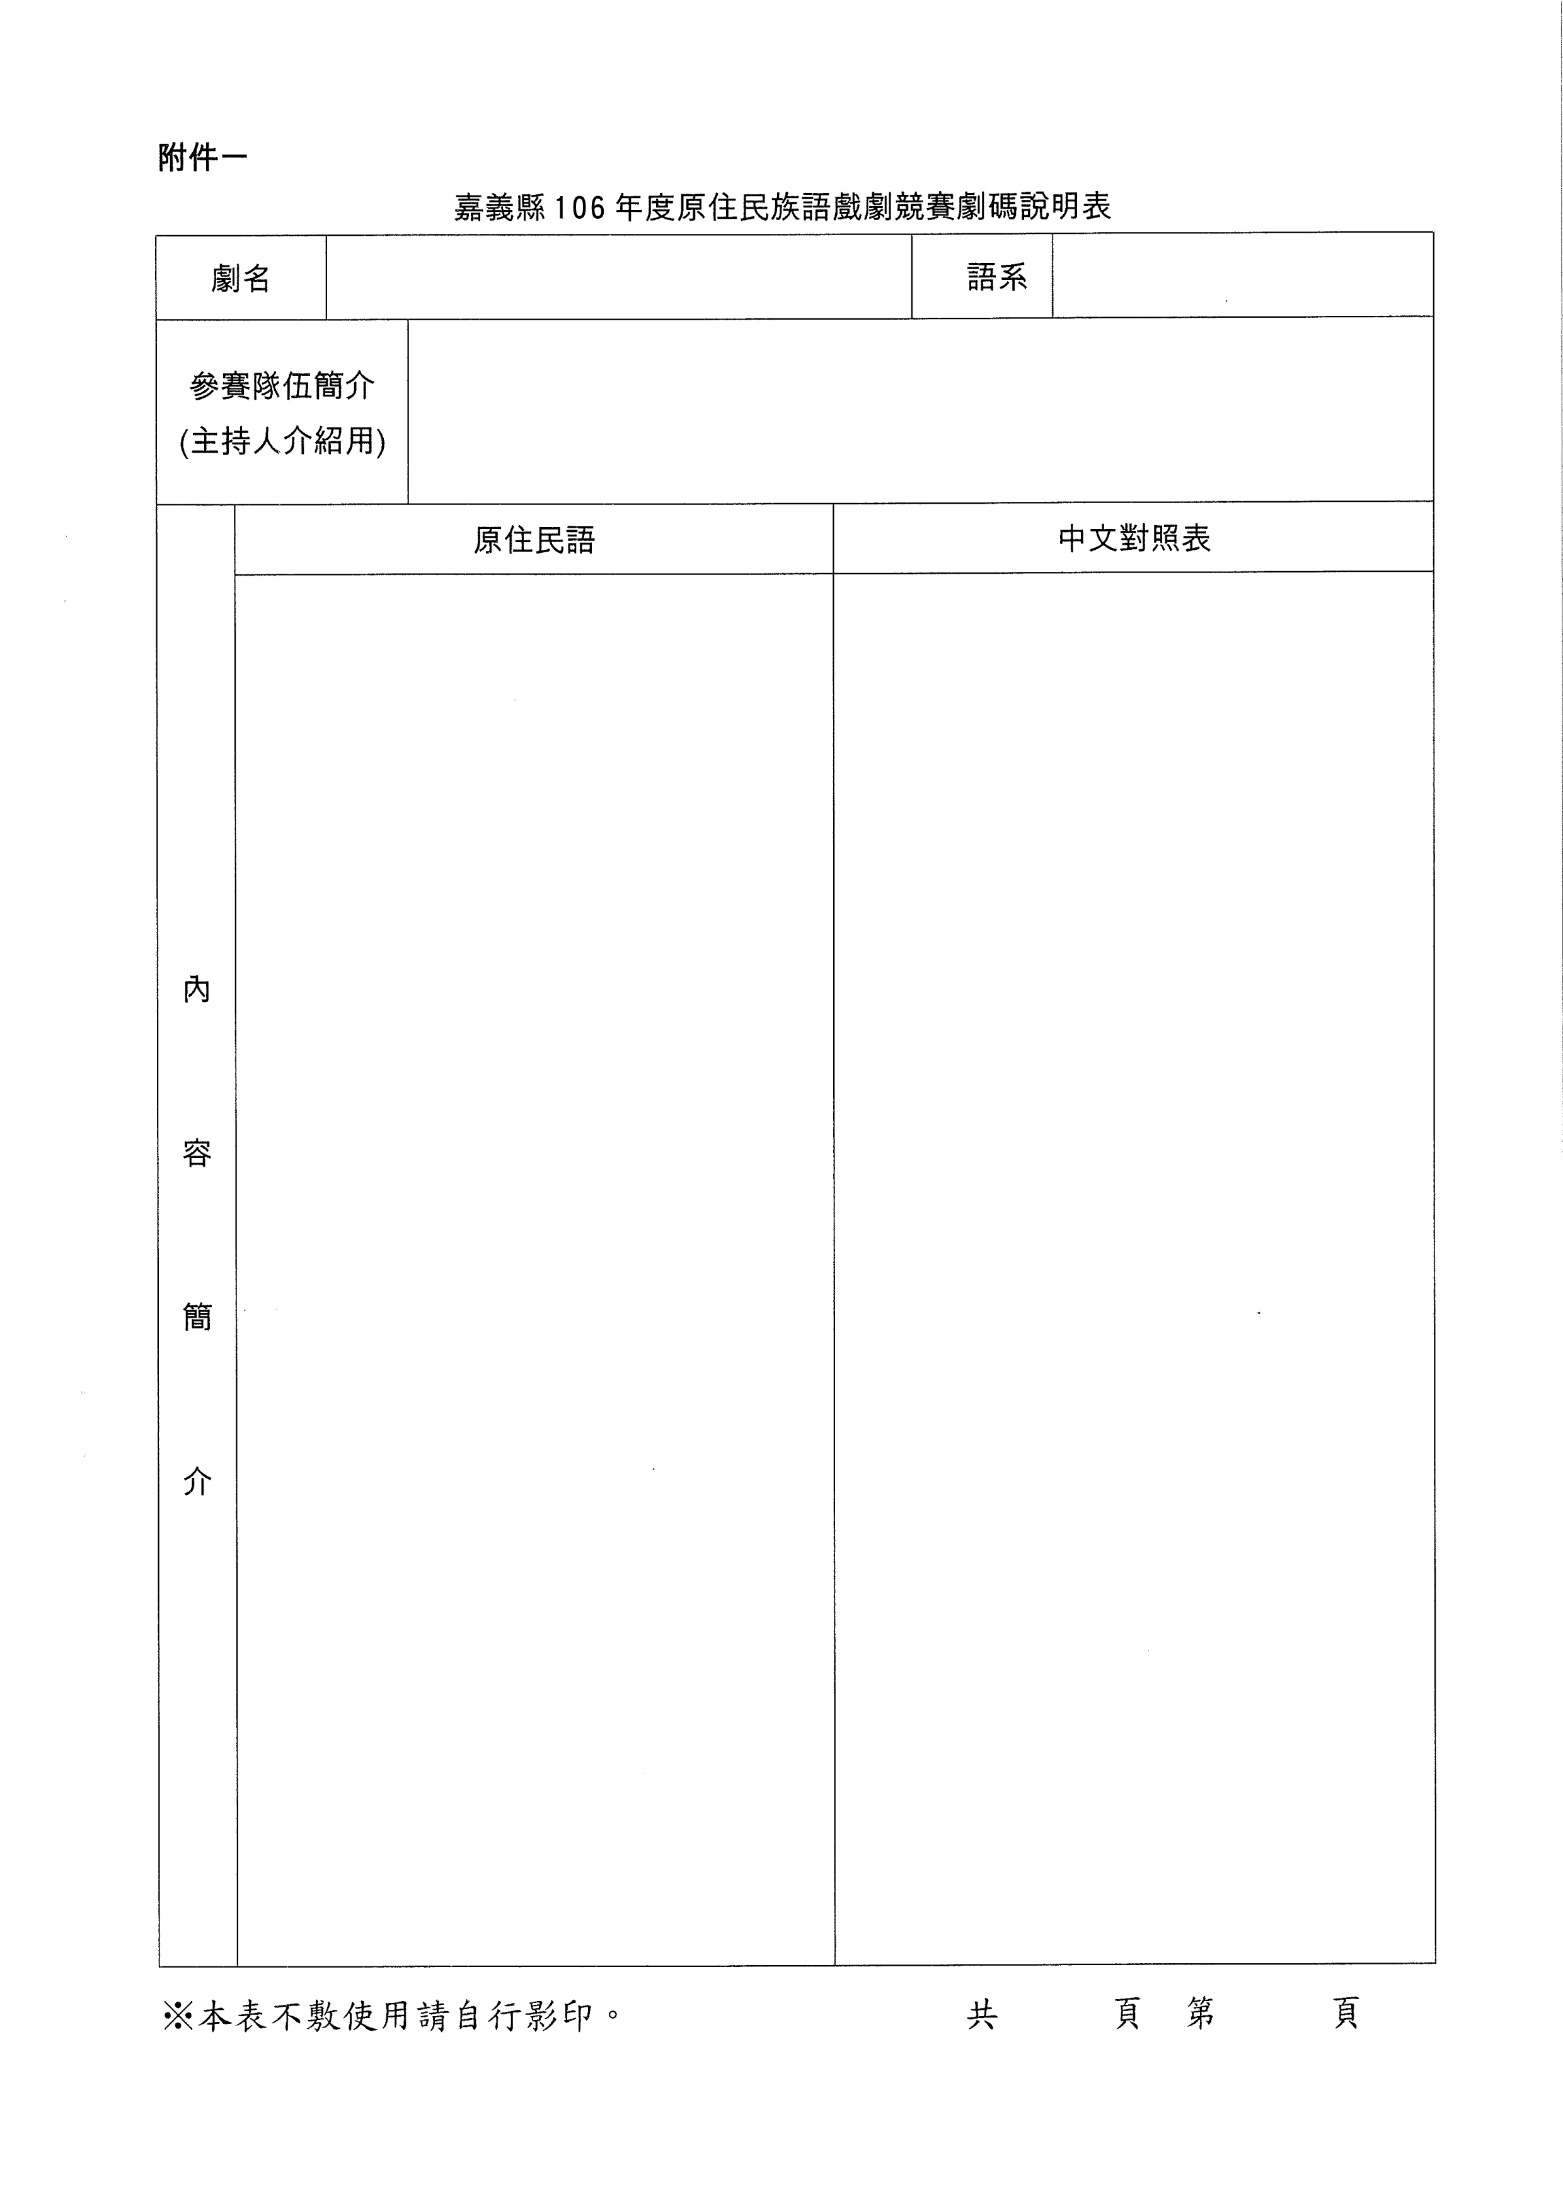 附件一
嘉義縣 106 年度原住民族語戲劇競賽劇碼說明表
劇名
語系
參賽隊伍簡介
(主持人介紹用)
原住民語
中文對照表
內
容
簡
介
※本表不敷使用請自行影印。
共 頁 第 頁